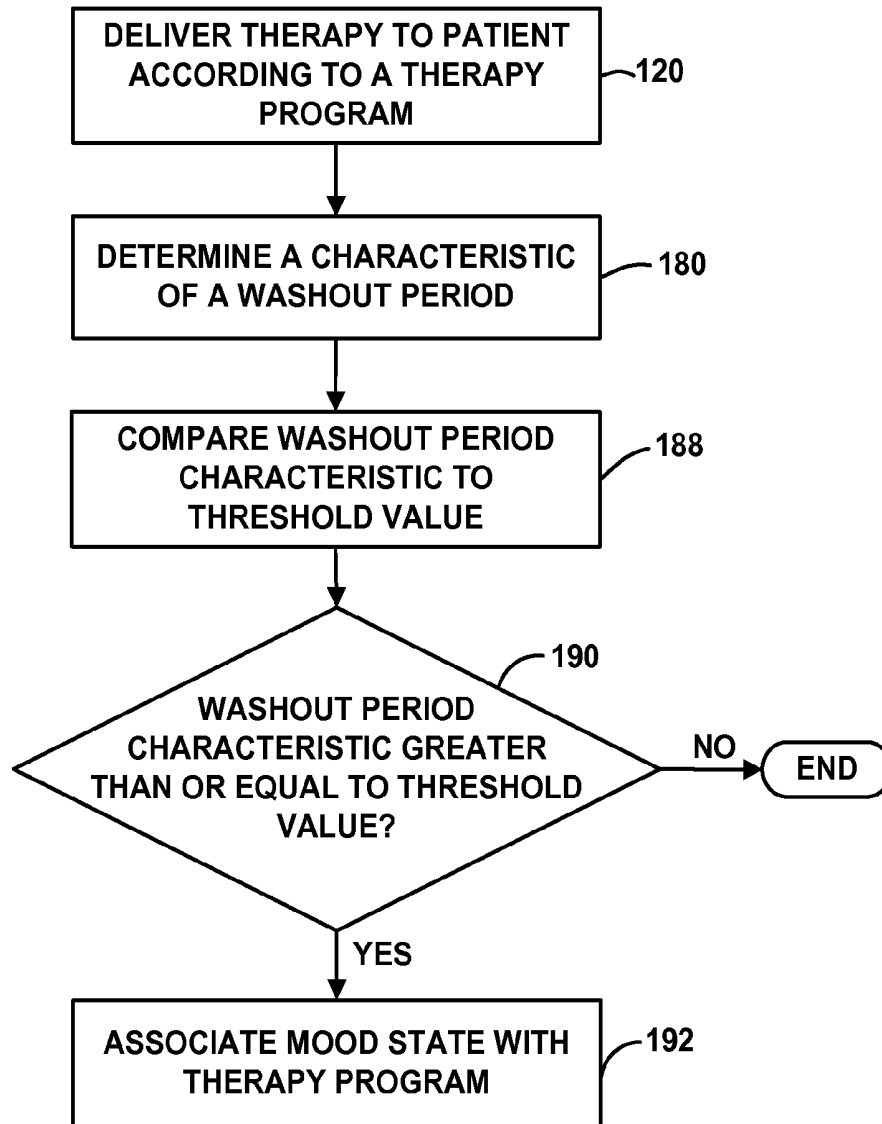 DELIVER THERAPY TO PATIENT
ACCORDING TO A THERAPY
PROGRAM
120
DETERMINE A CHARACTERISTIC
OF A WASHOUT PERIOD
180
COMPARE WASHOUT PERIOD
CHARACTERISTIC TO
THRESHOLD VALUE
188
190
WASHOUT PERIOD
CHARACTERISTIC GREATER
THAN OR EQUAL TO THRESHOLD
VALUE?
NO
END
YES
ASSOCIATE MOOD STATE WITH
THERAPY PROGRAM
192